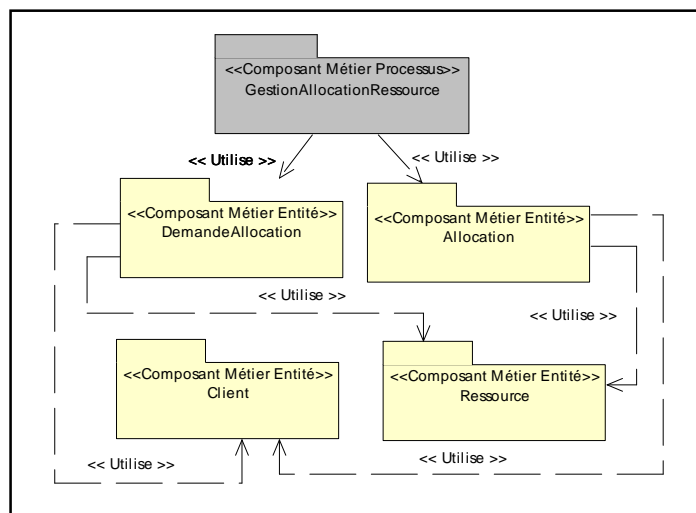 <<Composant Métier Processus>>
GestionAllocationRessource
<< Utilise >>
<< Utilise >>
<<Composant Métier Entité>>
DemandeAllocation
<<Composant Métier Entité>>
Allocation
<< Utilise >>
<< Utilise >>
<<Composant Métier Entité>>
Client
<<Composant Métier Entité>>
Ressource
<< Utilise >>
<< Utilise >>